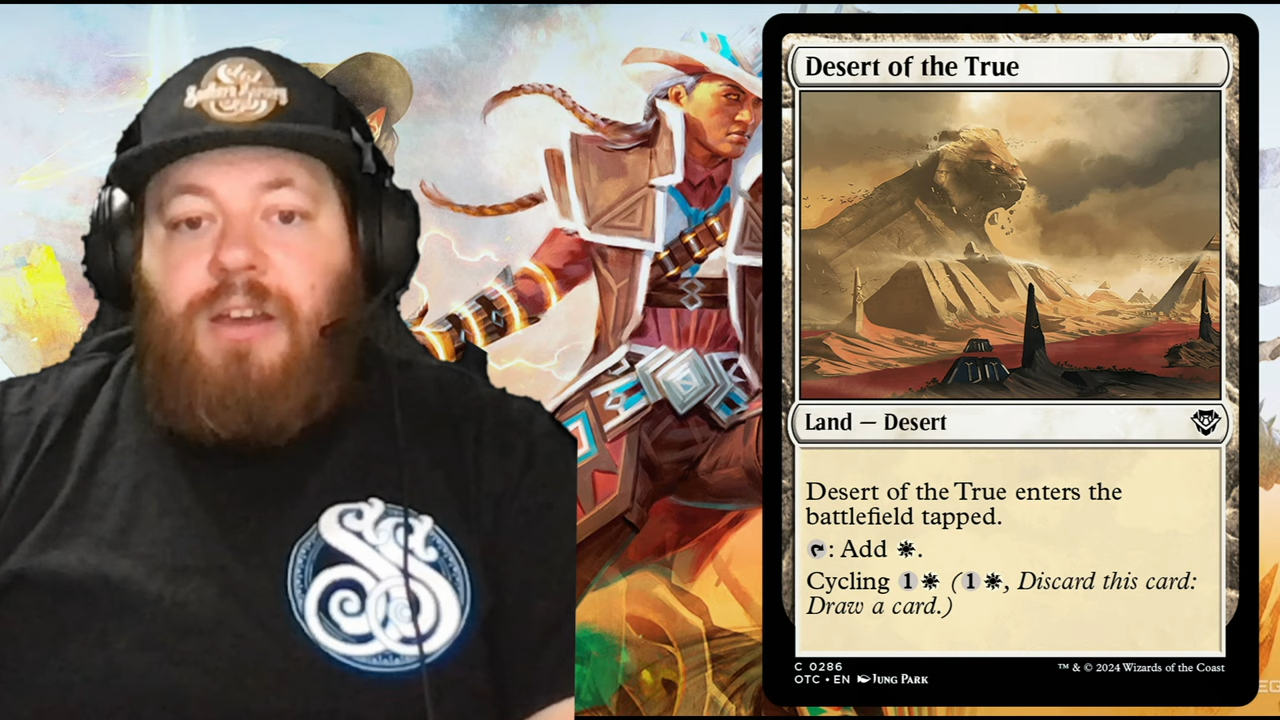 Desert of the True
Land — Desert
Desert of the True enters the
battlefield tapped.
: Add .
Cycling 1 (1, Discard this card:
Draw a card.)
C 0286
OTC • EN Jung Park
™ & © 2024 Wizards of the Coast